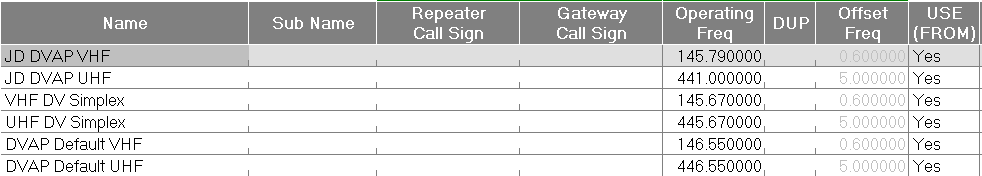 Name Sub Name Repeater Call Sign Gateway Call Sign Operating Freq DUP Offset Freq USE (FROM)
JD DVAP VHF 145.790000 0.600000 Yes
JD DVAP UHF 441.000000 5.000000 Yes
VHF DV Simplex 145.670000 0.600000 Yes
UHF DV Simplex 445.670000 5.000000 Yes
DVAP Default VHF 146.550000 0.600000 Yes
DVAP Default UHF 446.550000 5.000000 Yes